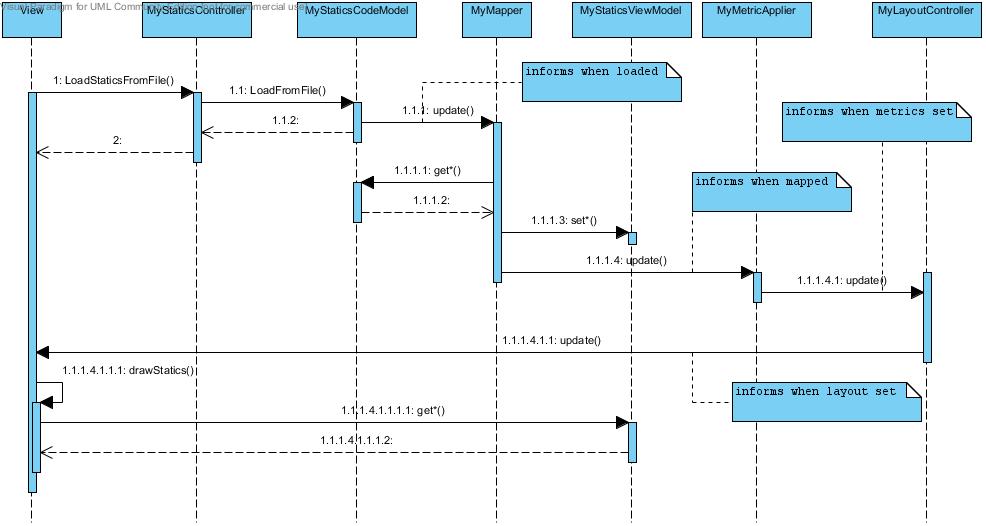 Visual Paradigm for UML Community Edition [not for commercial use]
View
MyStaticsController
MyStaticsCodeModel
MyMapper
MyStaticsViewModel
MyMetricApplier
MyLayoutController
informs when loaded
1: LoadStaticsFromFile()
1.1: LoadFromFile()
1.1.1: update()
informs when metrics set
1.1.2:
2:
1.1.1.1: get*()
informs when mapped
1.1.1.2:
1.1.1.3: set*()
1.1.1.4: update()
1.1.1.4.1: update()
1.1.1.4.1.1: update()
1.1.1.4.1.1.1: drawStatics()
informs when layout set
1.1.1.4.1.1.1.1: get*()
1.1.1.4.1.1.1.2: